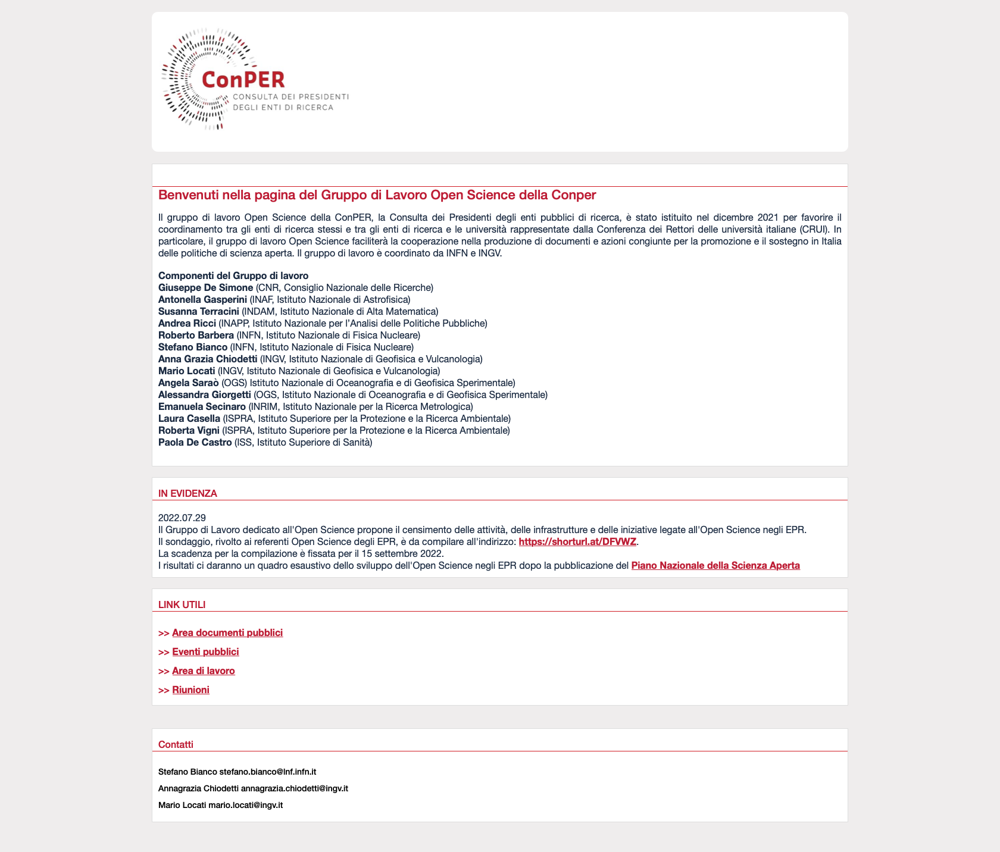 ConPER
CONSULTA DEI PRESIDENTI
DEGLI ENTI DI RICERCA
Benvenuti nella pagina del Gruppo di Lavoro Open Science della Conper
Il gruppo di lavoro Open Science della ConPER, la Consulta dei Presidenti degli enti pubblici di ricerca, è stato istituito nel dicembre 2021 per favorire il
coordinamento tra gli enti di ricerca stessi e tra gli enti di ricerca e le università rappresentate dalla Conferenza dei Rettori delle università italiane (CRUI). In
particolare, il gruppo di lavoro Open Science faciliterà la cooperazione nella produzione di documenti e azioni congiunte per la promozione e il sostegno in Italia
delle politiche di scienza aperta. Il gruppo di lavoro è coordinato da INFN e INGV.
Componenti del Gruppo di lavoro
Giuseppe De Simone (CNR, Consiglio Nazionale delle Ricerche)
Antonella Gasperini (INAF, Istituto Nazionale di Astrofisica)
Susanna Terracini (INDAM, Istituto Nazionale di Alta Matematica)
Andrea Ricci (INAPP, Istituto Nazionale per l’Analisi delle Politiche Pubbliche)
Roberto Barbera (INFN, Istituto Nazionale di Fisica Nucleare)
Stefano Bianco (INFN, Istituto Nazionale di Fisica Nucleare)
Anna Grazia Chiodetti (INGV, Istituto Nazionale di Geofisica e Vulcanologia)
Mario Locati (INGV, Istituto Nazionale di Geofisica e Vulcanologia)
Angela Saraò (OGS) Istituto Nazionale di Oceanografia e di Geofisica Sperimentale)
Alessandra Giorgetti (OGS, Istituto Nazionale di Oceanografia e di Geofisica Sperimentale)
Emanuela Secinaro (INRIM, Istituto Nazionale per la Ricerca Metrologica)
Laura Casella (ISPRA, Istituto Superiore per la Protezione e la Ricerca Ambientale)
Roberta Vigni (ISPRA, Istituto Superiore per la Protezione e la Ricerca Ambientale)
Paola De Castro (ISS, Istituto Superiore di Sanità)
IN EVIDENZA
2022.07.29
Il Gruppo di Lavoro dedicato all'Open Science propone il censimento delle attività, delle infrastrutture e delle iniziative legate all'Open Science negli EPR.
Il sondaggio, rivolto ai referenti Open Science degli EPR, è da compilare all'indirizzo: https://shorturl.at/DFVWZ.
La scadenza per la compilazione è fissata per il 15 settembre 2022.
I risultati ci daranno un quadro esaustivo dello sviluppo dell'Open Science negli EPR dopo la pubblicazione del Piano Nazionale della Scienza Aperta
LINK UTILI
>> Area documenti pubblici
>> Eventi pubblici
>> Area di lavoro
>> Riunioni
Contatti
Stefano Bianco stefano.bianco@lnf.infn.it
Annagrazia Chiodetti annagrazia.chiodetti@ingv.it
Mario Locati mario.locati@ingv.it